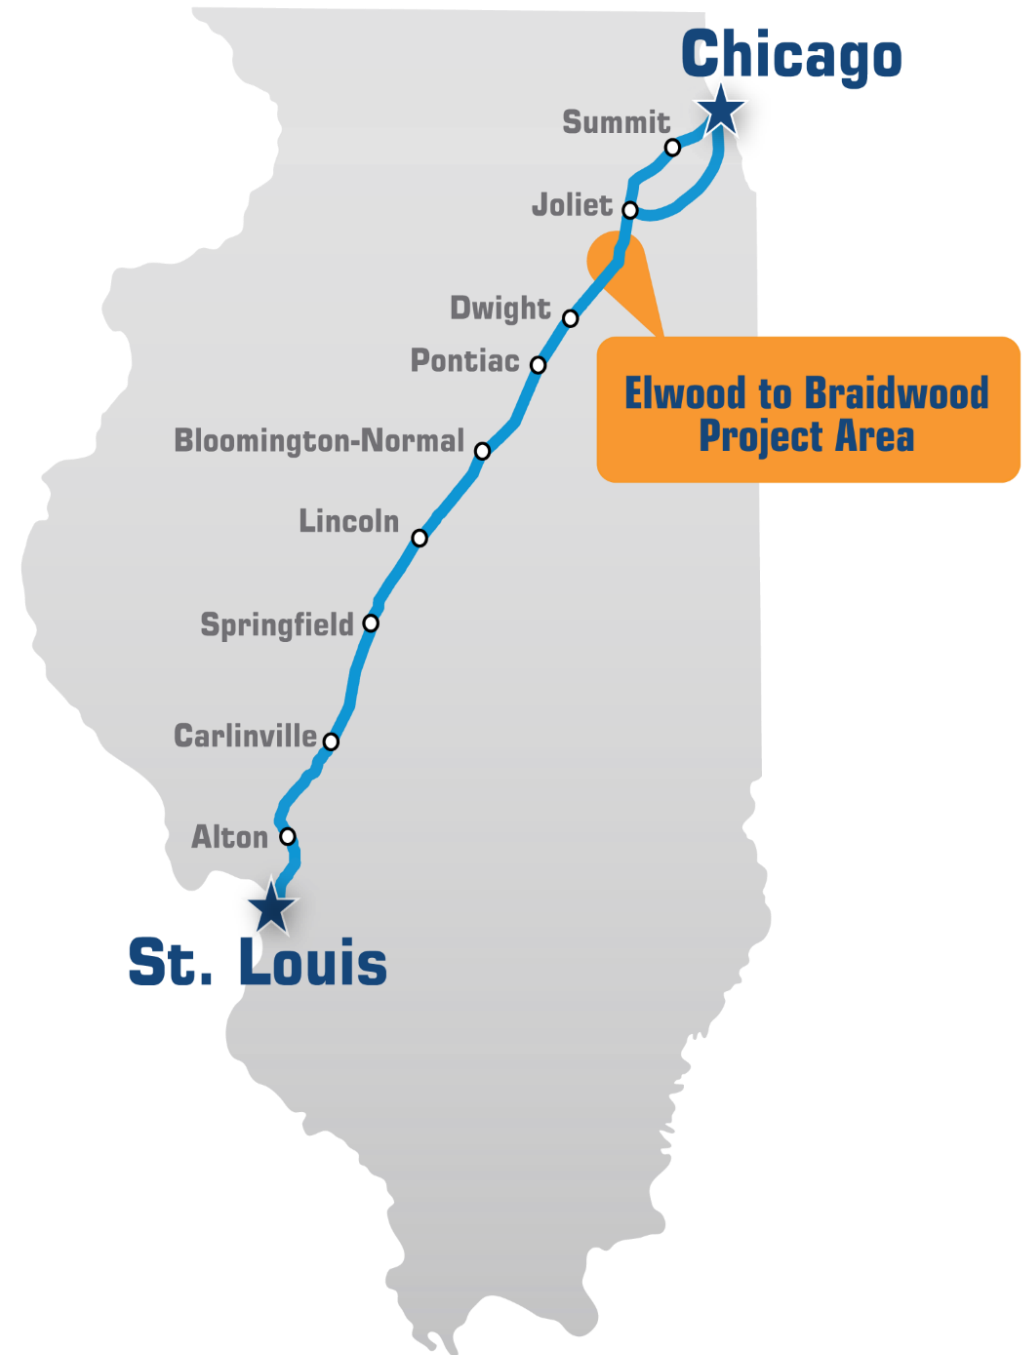 Chicago
Summit
Joliet
Dwight
Pontiac
Elwood to Braidwood
Project Area
Bloomington-Normal
Lincoln
Springfield
Carlinville
Alton
St. Louis